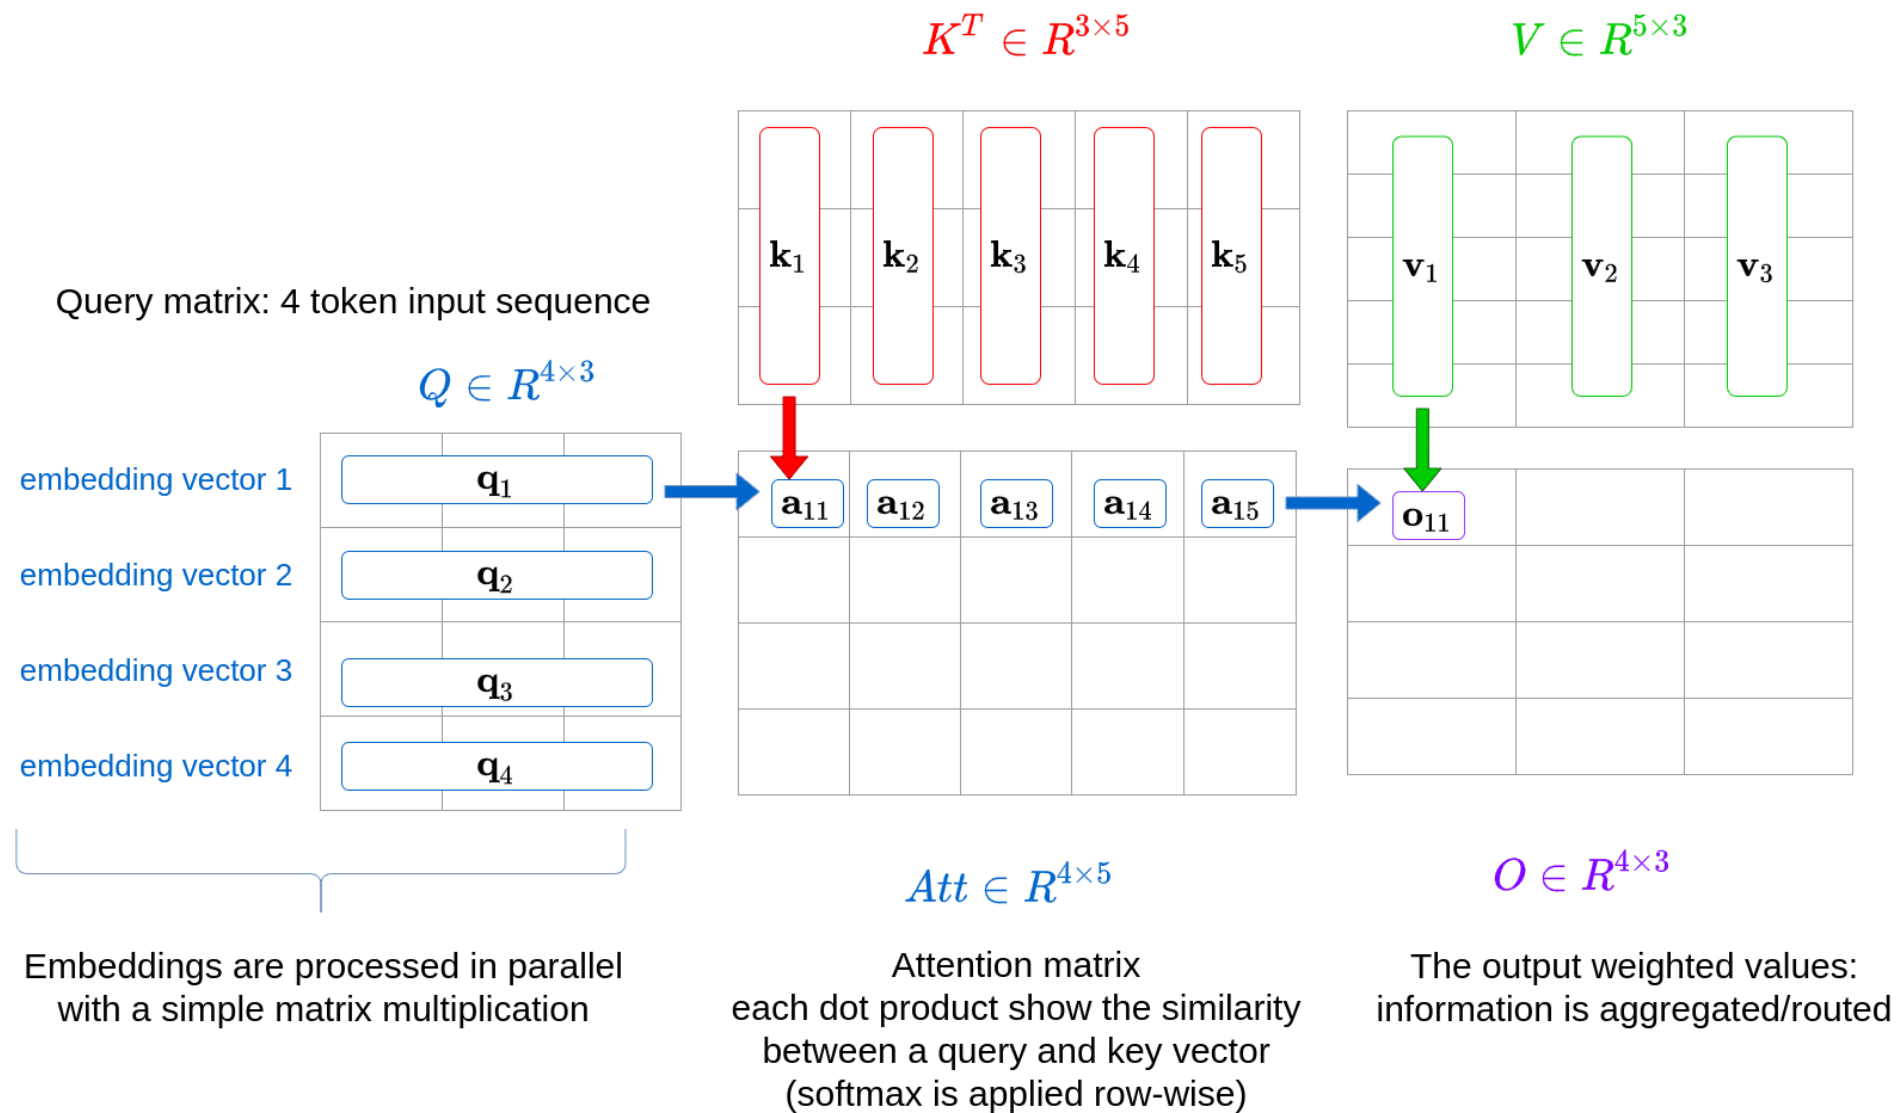 K^T ∈ R^{3×5}
V ∈ R^{5×3}
k₁ k₂ k₃ k₄ k₅
v₁ v₂ v₃
Query matrix: 4 token input sequence
Q ∈ R^{4×3}
embedding vector 1
q₁
a₁₁ a₁₂ a₁₃ a₁₄ a₁₅
o₁₁
embedding vector 2
q₂
embedding vector 3
q₃
embedding vector 4
q₄
Att ∈ R^{4×5}
O ∈ R^{4×3}
Embeddings are processed in parallel
with a simple matrix multiplication
Attention matrix
each dot product show the similarity
between a query and key vector
(softmax is applied row-wise)
The output weighted values:
information is aggregated/routed